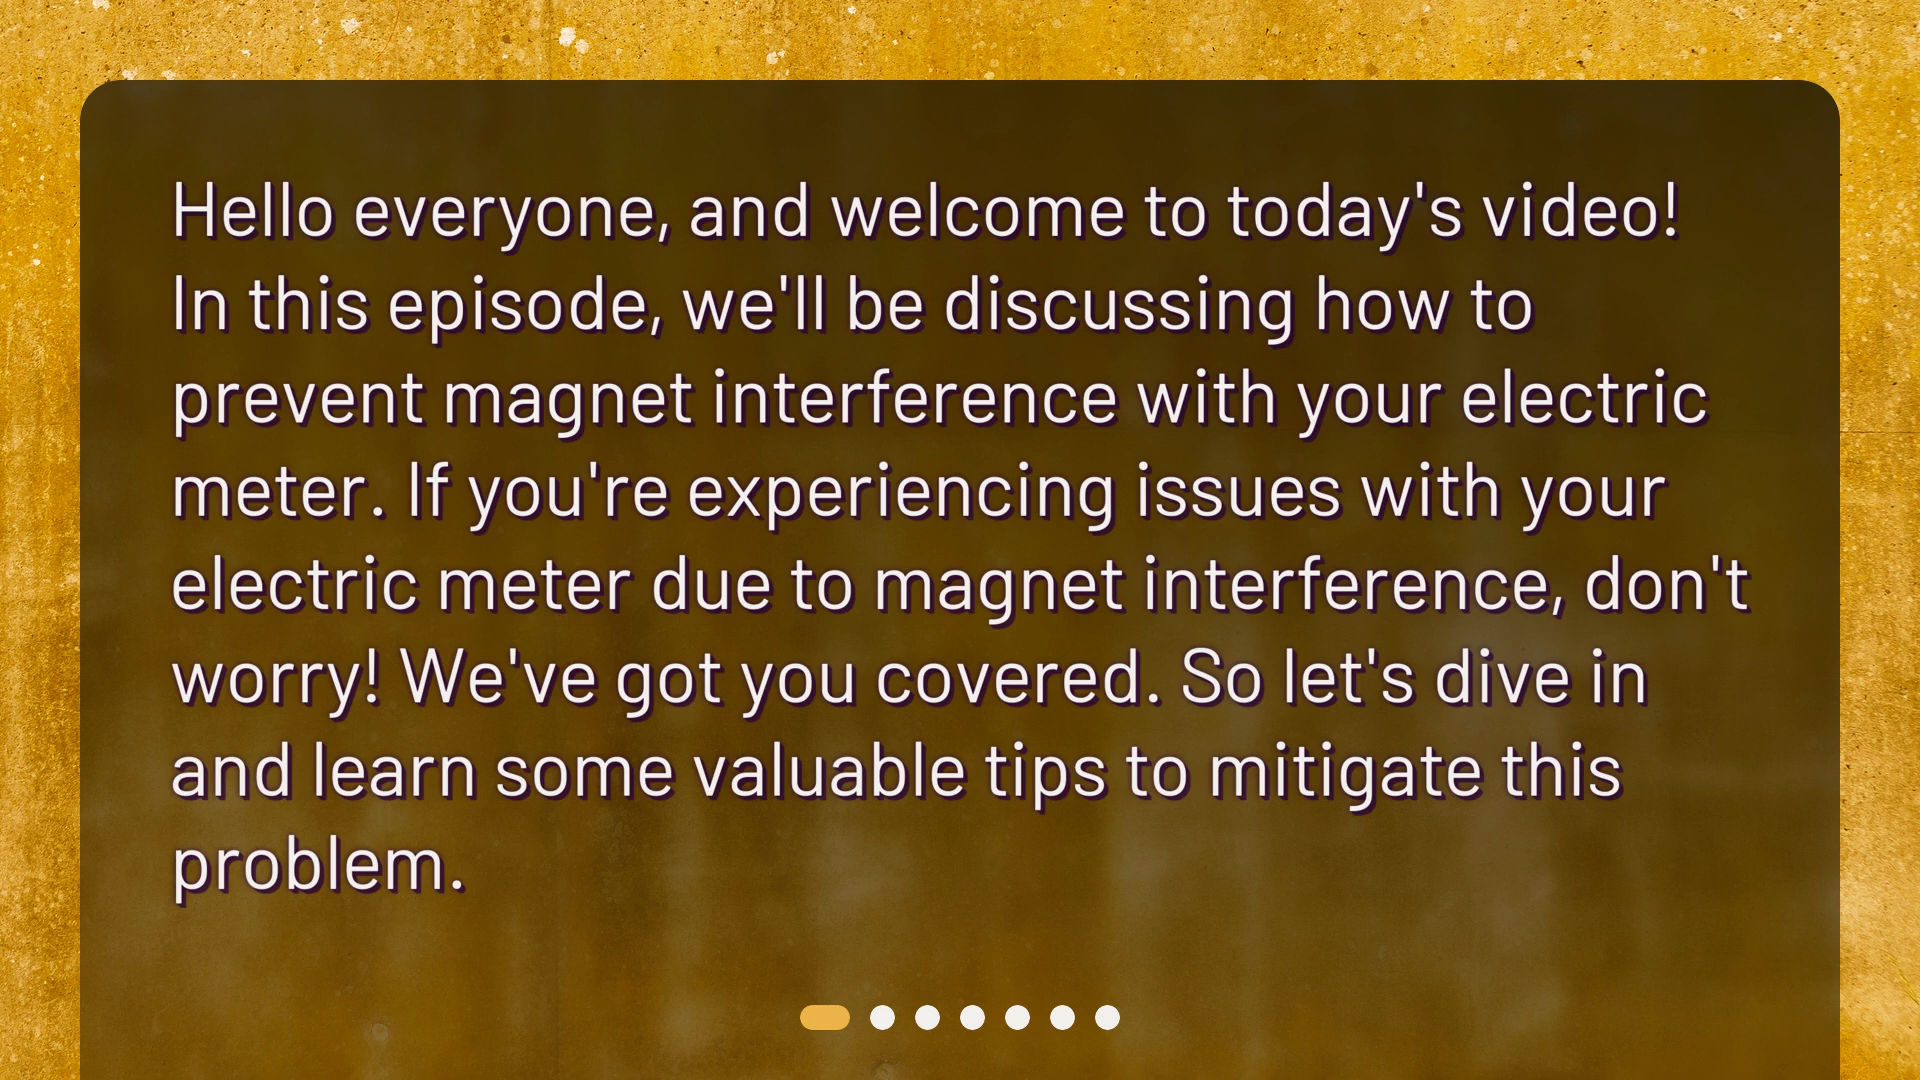 Hello everyone, and welcome to today's video!
In this episode, we'll be discussing how to
prevent magnet interference with your electric
meter. If you're experiencing issues with your
electric meter due to magnet interference, don't
worry! We've got you covered. So let's dive in
and learn some valuable tips to mitigate this
problem.